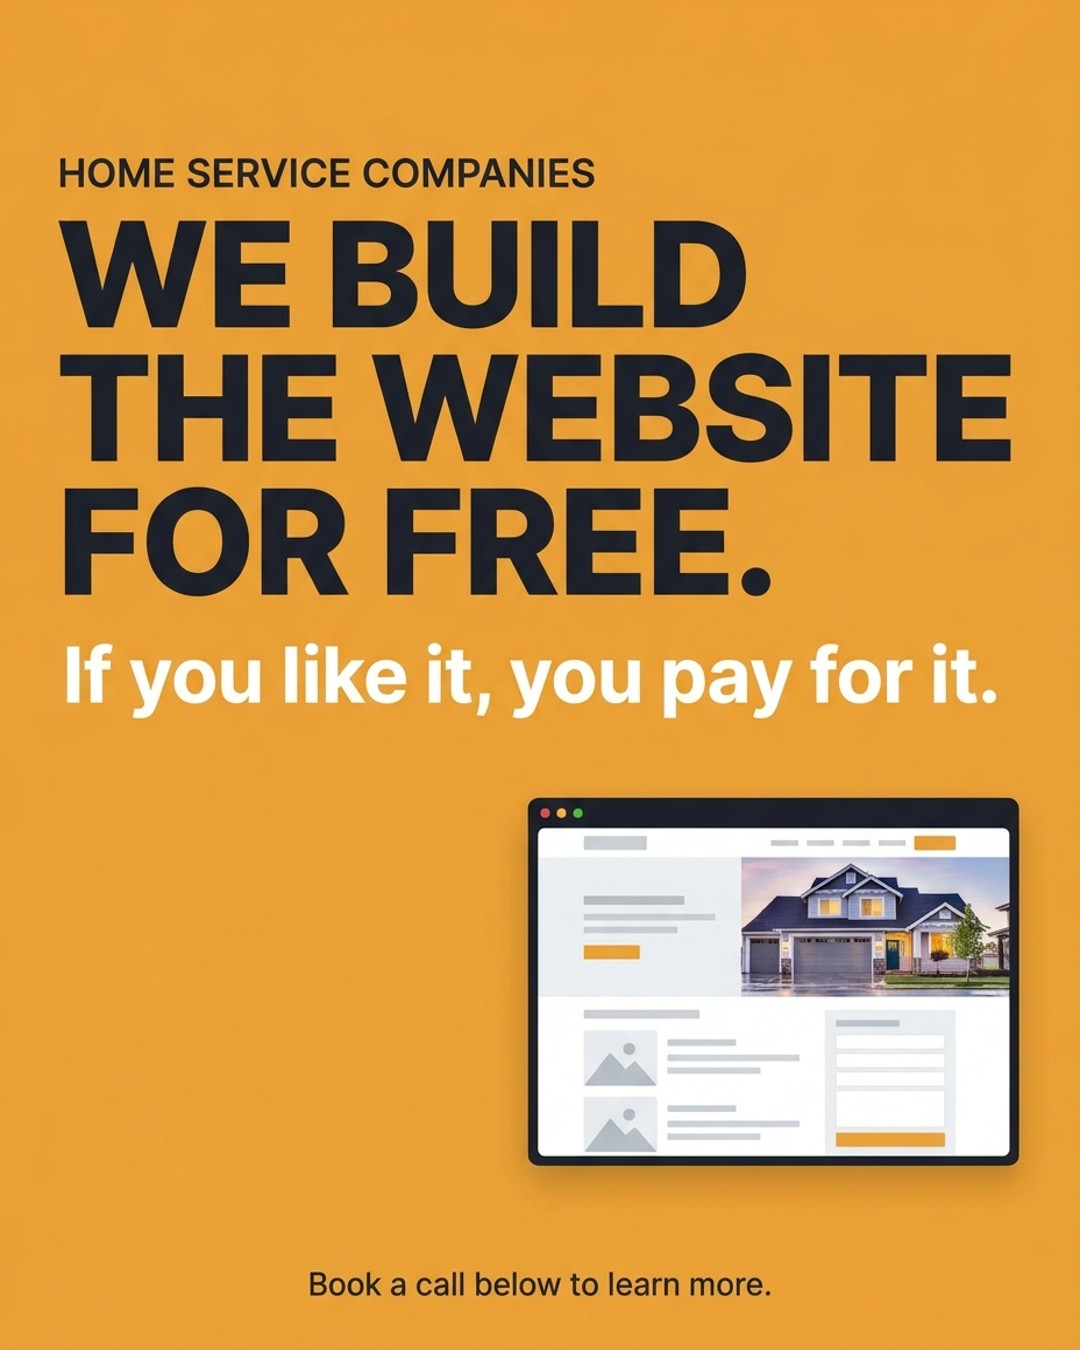 HOME SERVICE COMPANIES
WE BUILD
THE WEBSITE
FOR FREE.
If you like it, you pay for it.
Book a call below to learn more.